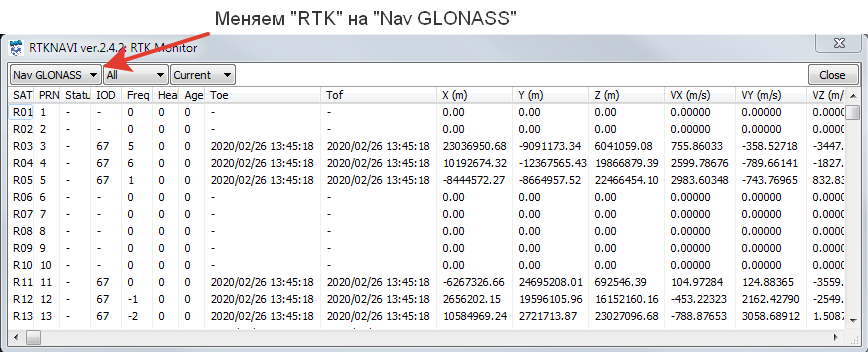 Меняем "RTK" на "Nav GLONASS"
RTKNAVI ver.2.4.2: RTK Monitor
Nav GLONASS All Current Close
SAT PRN Statu IOD Freq Hea Age Toe Tof X (m) Y (m) Z (m) VX (m/s) VY (m/s) VZ (m/s)
R01 1 - - 0 0 0 - - 0.00 0.00 0.00 0.00000 0.00000 0.0000
R02 2 - - 0 0 0 - - 0.00 0.00 0.00 0.00000 0.00000 0.0000
R03 3 - 67 5 0 0 2020/02/26 13:45:18 2020/02/26 13:45:18 23036950.68 -9091173.34 6041059.08 755.86033 -358.52718 -3447.
R04 4 - 67 6 0 0 2020/02/26 13:45:18 2020/02/26 13:45:18 10192674.32 -12367565.43 19866879.39 2599.78676 -789.66141 -1827.
R05 5 - 67 1 0 0 2020/02/26 13:45:18 2020/02/26 13:45:18 -8444572.27 -8664957.52 22466454.10 2983.60348 -743.76965 832.83
R06 6 - - 0 0 0 - - 0.00 0.00 0.00 0.00000 0.00000 0.0000
R07 7 - - 0 0 0 - - 0.00 0.00 0.00 0.00000 0.00000 0.0000
R08 8 - - 0 0 0 - - 0.00 0.00 0.00 0.00000 0.00000 0.0000
R09 9 - - 0 0 0 - - 0.00 0.00 0.00 0.00000 0.00000 0.0000
R10 10 - - 0 0 0 - - 0.00 0.00 0.00 0.00000 0.00000 0.0000
R11 11 - 67 0 0 0 2020/02/26 13:45:18 2020/02/26 13:45:18 -6267326.66 24695208.01 692546.39 104.97284 124.88365 -3559.
R12 12 - 67 -1 0 0 2020/02/26 13:45:18 2020/02/26 13:45:18 2656202.15 19596105.96 16152160.16 -453.22323 2162.42790 -2549.
R13 13 - 67 -2 0 0 2020/02/26 13:45:18 2020/02/26 13:45:18 10584969.24 2721713.87 23027096.68 -788.87653 3058.68912 1.5087